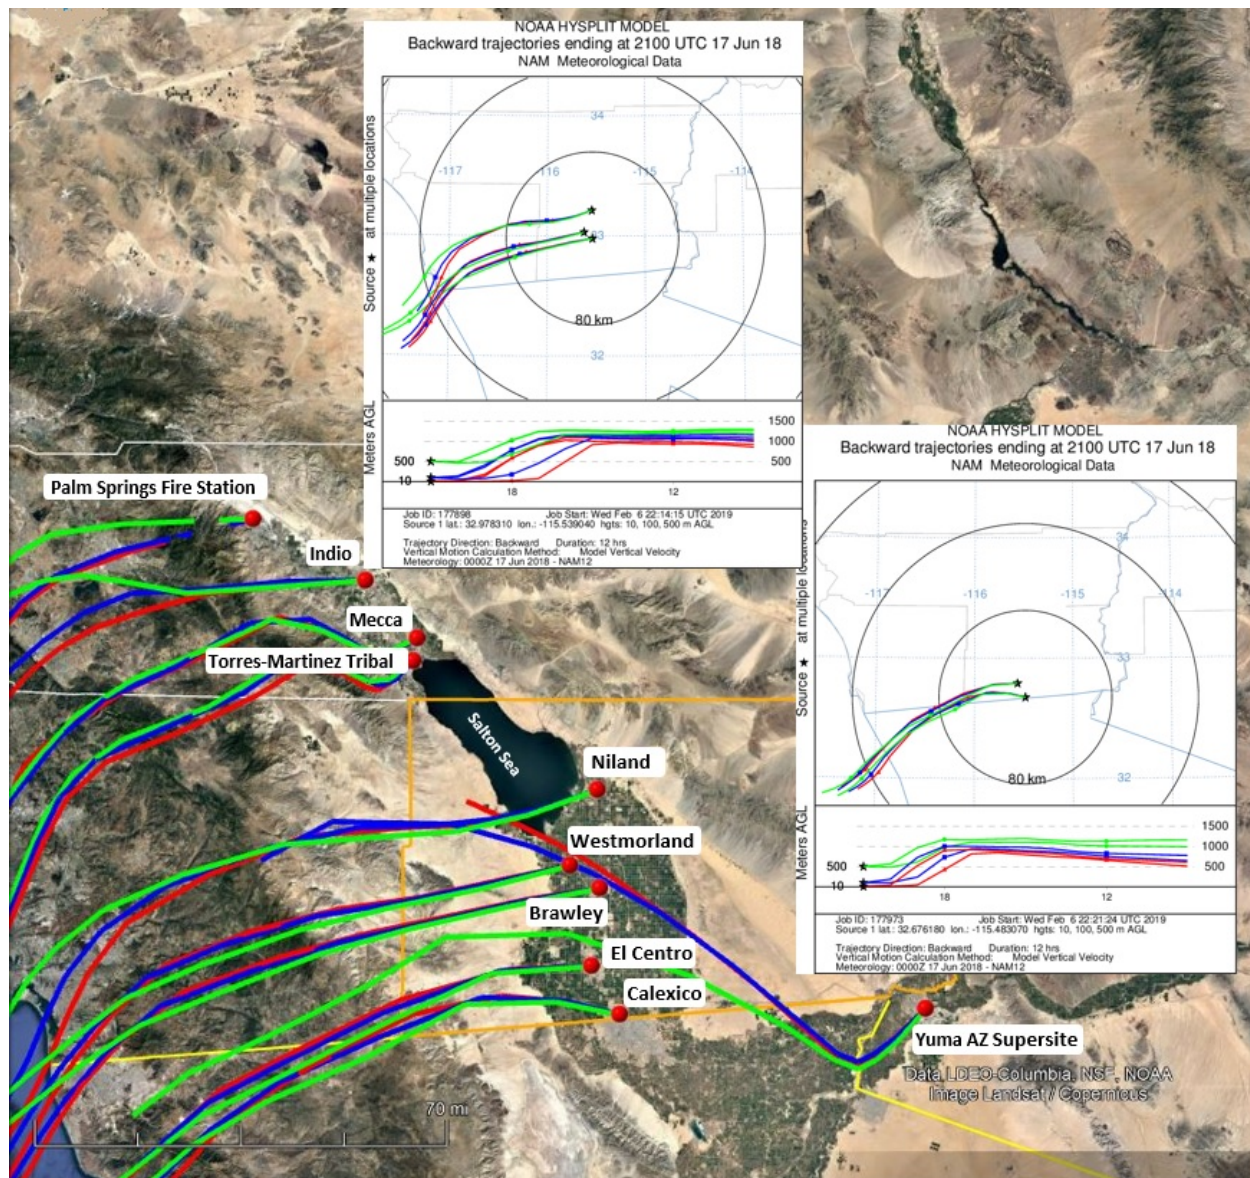 NOAA HYSPLIT MODEL
Backward trajectories ending at 2100 UTC 17 Jun 18
NAM Meteorological Data
Source ★ at multiple locations
34
-117
-116
-115
-114
33
80 km
32
Meters AGL
1500
1000
500
500
10
18
12
Job ID: 177898 Job Start: Wed Feb 6 22:14:15 UTC 2019
Source 1 lat.: 32.978310 lon.: -115.539040 hgts: 10, 100, 500 m AGL
Trajectory Direction: Backward Duration: 12 hrs
Vertical Motion Calculation Method: Model Vertical Velocity
Meteorology: 0000Z 17 Jun 2018 - NAM12
NOAA HYSPLIT MODEL
Backward trajectories ending at 2100 UTC 17 Jun 18
NAM Meteorological Data
Source ★ at multiple locations
34
-117
-116
-115
-114
33
80 km
32
Meters AGL
1500
1000
500
500
10
18
12
Job ID: 177973 Job Start: Wed Feb 6 22:21:24 UTC 2019
Source 1 lat.: 32.676180 lon.: -115.483070 hgts: 10, 100, 500 m AGL
Trajectory Direction: Backward Duration: 12 hrs
Vertical Motion Calculation Method: Model Vertical Velocity
Meteorology: 0000Z 17 Jun 2018 - NAM12
Palm Springs Fire Station
Indio
Mecca
Torres-Martinez Tribal
Salton Sea
Niland
Westmorland
Brawley
El Centro
Calexico
Yuma AZ Supersite
Data LDEO-Columbia, NSF, NOAA
Image Landsat / Copernicus
70 mi